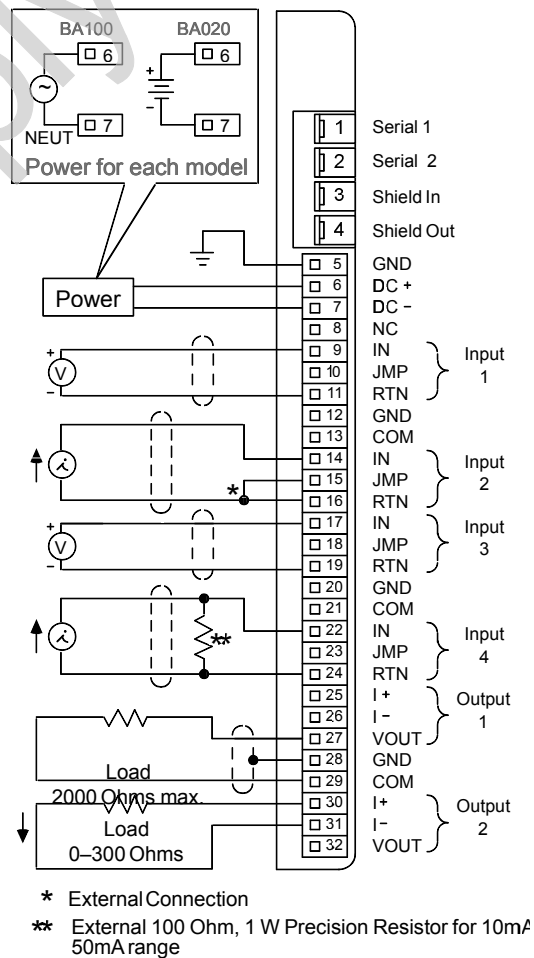 BA100 BA020
6 6
~ + −
NEUT 7 7
Power for each model
1 Serial 1
2 Serial 2
3 Shield In
4 Shield Out
5 GND
Power
6 DC +
7 DC −
8 NC
+ V −
9 IN
10 JMP
11 RTN
Input 1
12 GND
13 COM
i
14 IN
15 JMP
*
16 RTN
Input 2
+ V −
17 IN
18 JMP
19 RTN
Input 3
20 GND
21 COM
i
22 IN
**
23 JMP
24 RTN
Input 4
25 I +
26 I −
27 VOUT
Output 1
28 GND
29 COM
Load
2000 Ohms max.
30 I+
31 I−
32 VOUT
Output 2
Load
0–300 Ohms
* External Connection
** External 100 Ohm, 1 W Precision Resistor for 10mA
50mA range